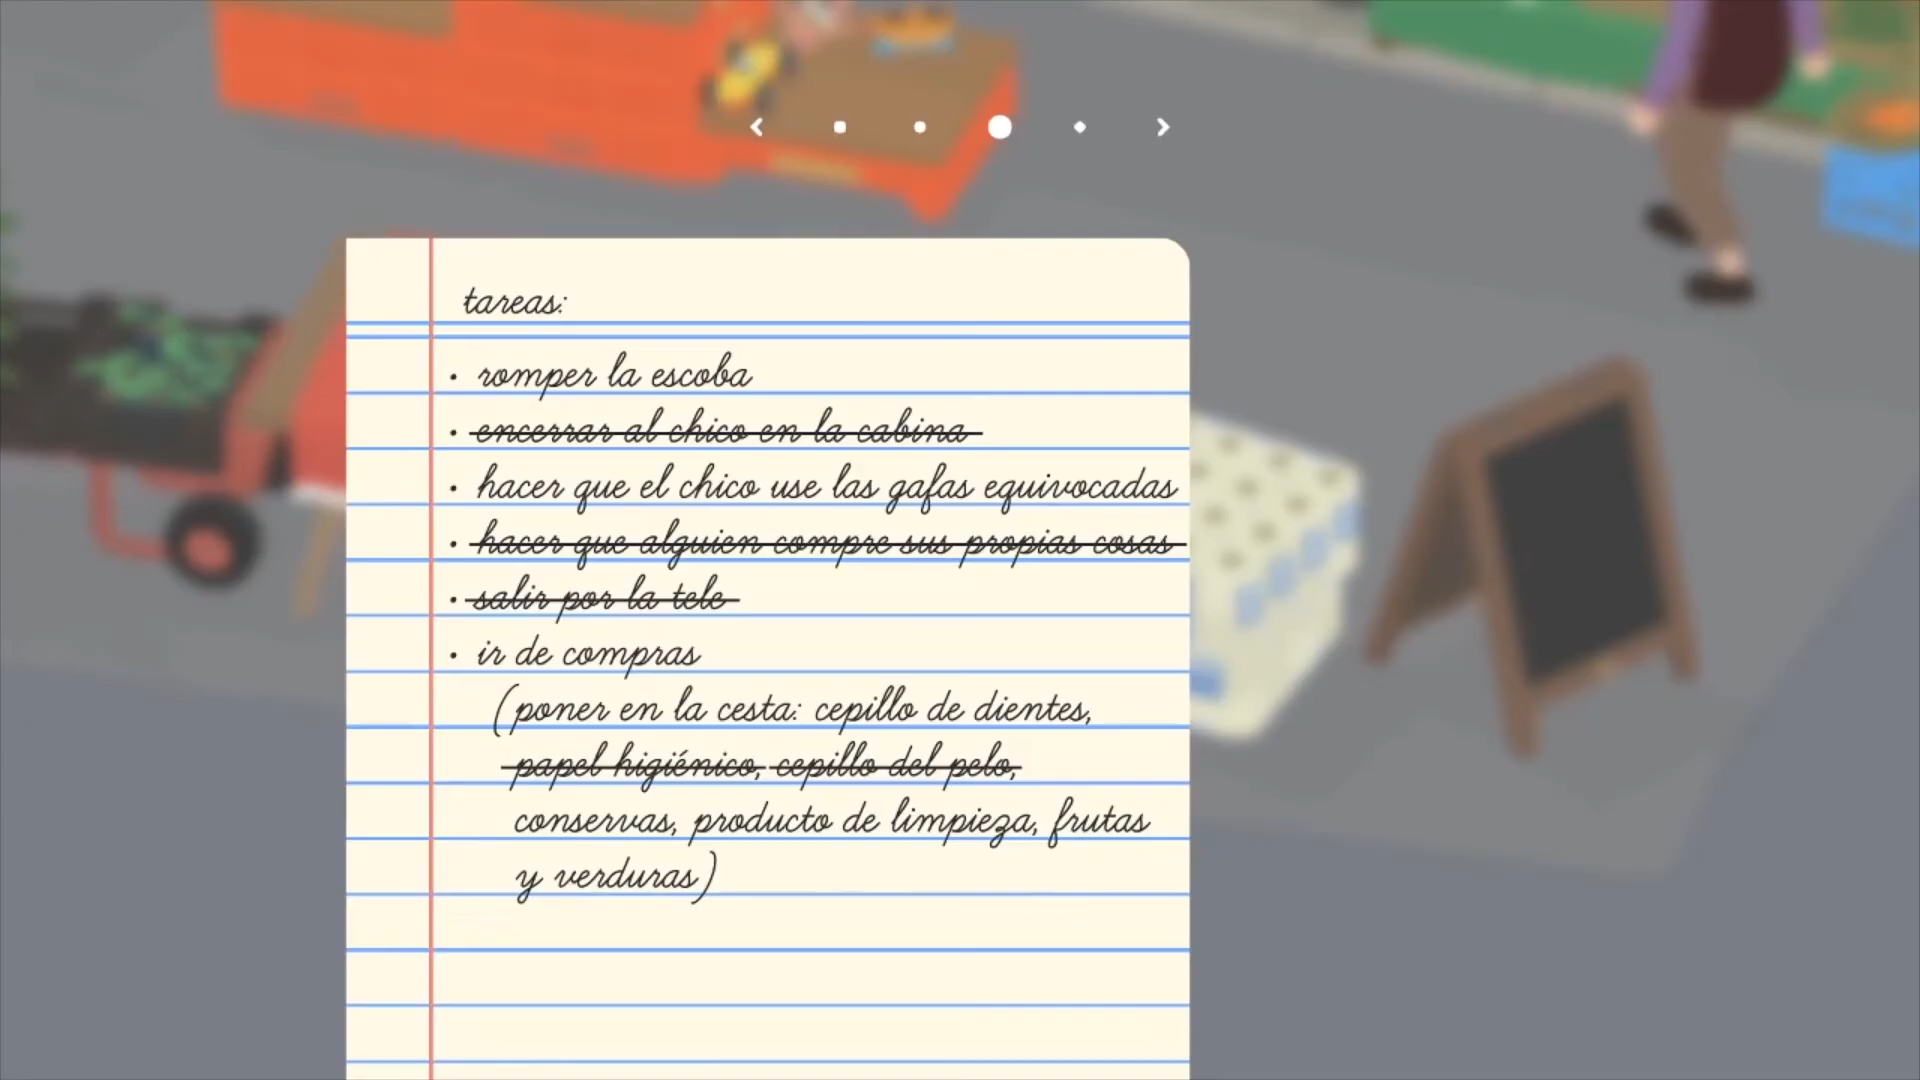 tareas:
• romper la escoba
• encerrar al chico en la cabina
• hacer que el chico use las gafas equivocadas
• hacer que alguien compre sus propias cosas
• salir por la tele
• ir de compras
(poner en la cesta: cepillo de dientes,
papel higiénico, cepillo del pelo,
conservas, producto de limpieza, frutas
y verduras)